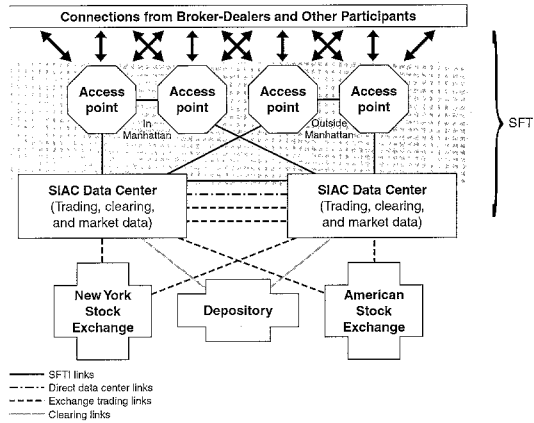 Connections from Broker-Dealers and Other Participants
Access
point
Access
point
Access
point
Access
point
In
Manhattan
Outside
Manhattan
SFT
SIAC Data Center
(Trading, clearing,
and market data)
SIAC Data Center
(Trading, clearing,
and market data)
New York
Stock
Exchange
Depository
American
Stock
Exchange
SFTI links
Direct data center links
Exchange trading links
Clearing links